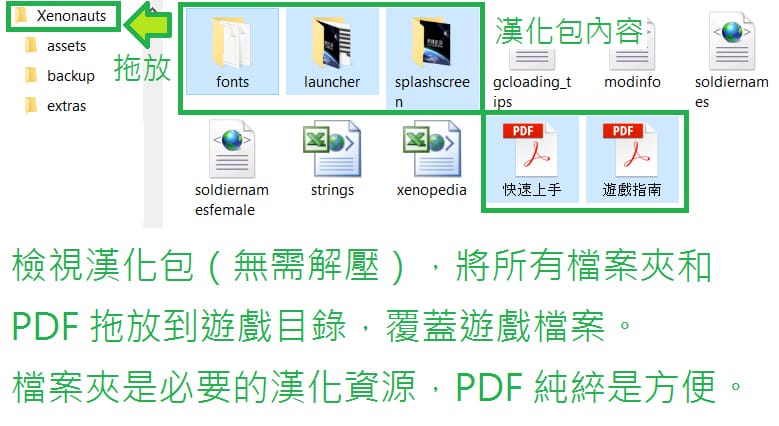 Xenonauts
assets
backup
extras
拖放
漢化包內容
fonts
launcher
splashscreen
gcloading_tips
modinfo
soldiernames
soldiernamesfemale
strings
xenopedia
PDF
快速上手
PDF
遊戲指南
檢視漢化包（無需解壓），將所有檔案夾和
PDF 拖放到遊戲目錄，覆蓋遊戲檔案。
檔案夾是必要的漢化資源，PDF 純綷是方便。